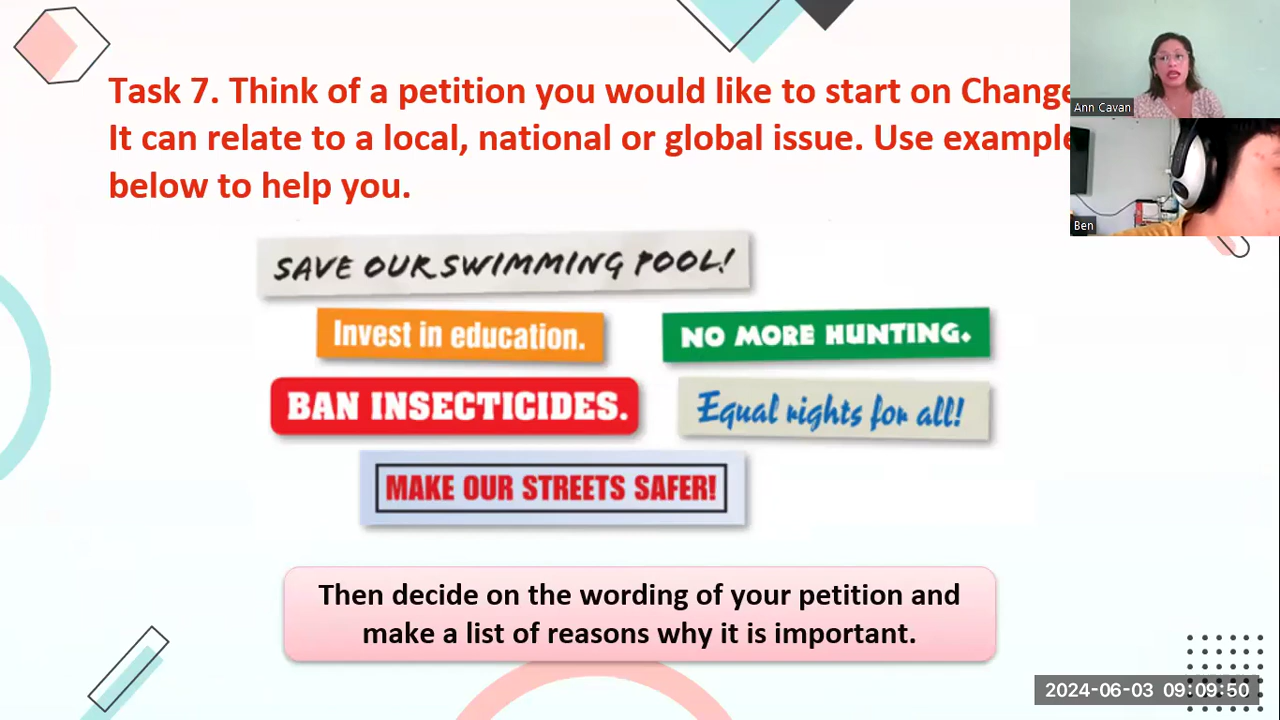 Task 7. Think of a petition you would like to start on Change
It can relate to a local, national or global issue. Use example
below to help you.
Ann Cavan
Ben
SAVE OUR SWIMMING POOL!
Invest in education.
NO MORE HUNTING.
BAN INSECTICIDES.
Equal rights for all!
MAKE OUR STREETS SAFER!
Then decide on the wording of your petition and
make a list of reasons why it is important.
2024-06-03 09:09:50